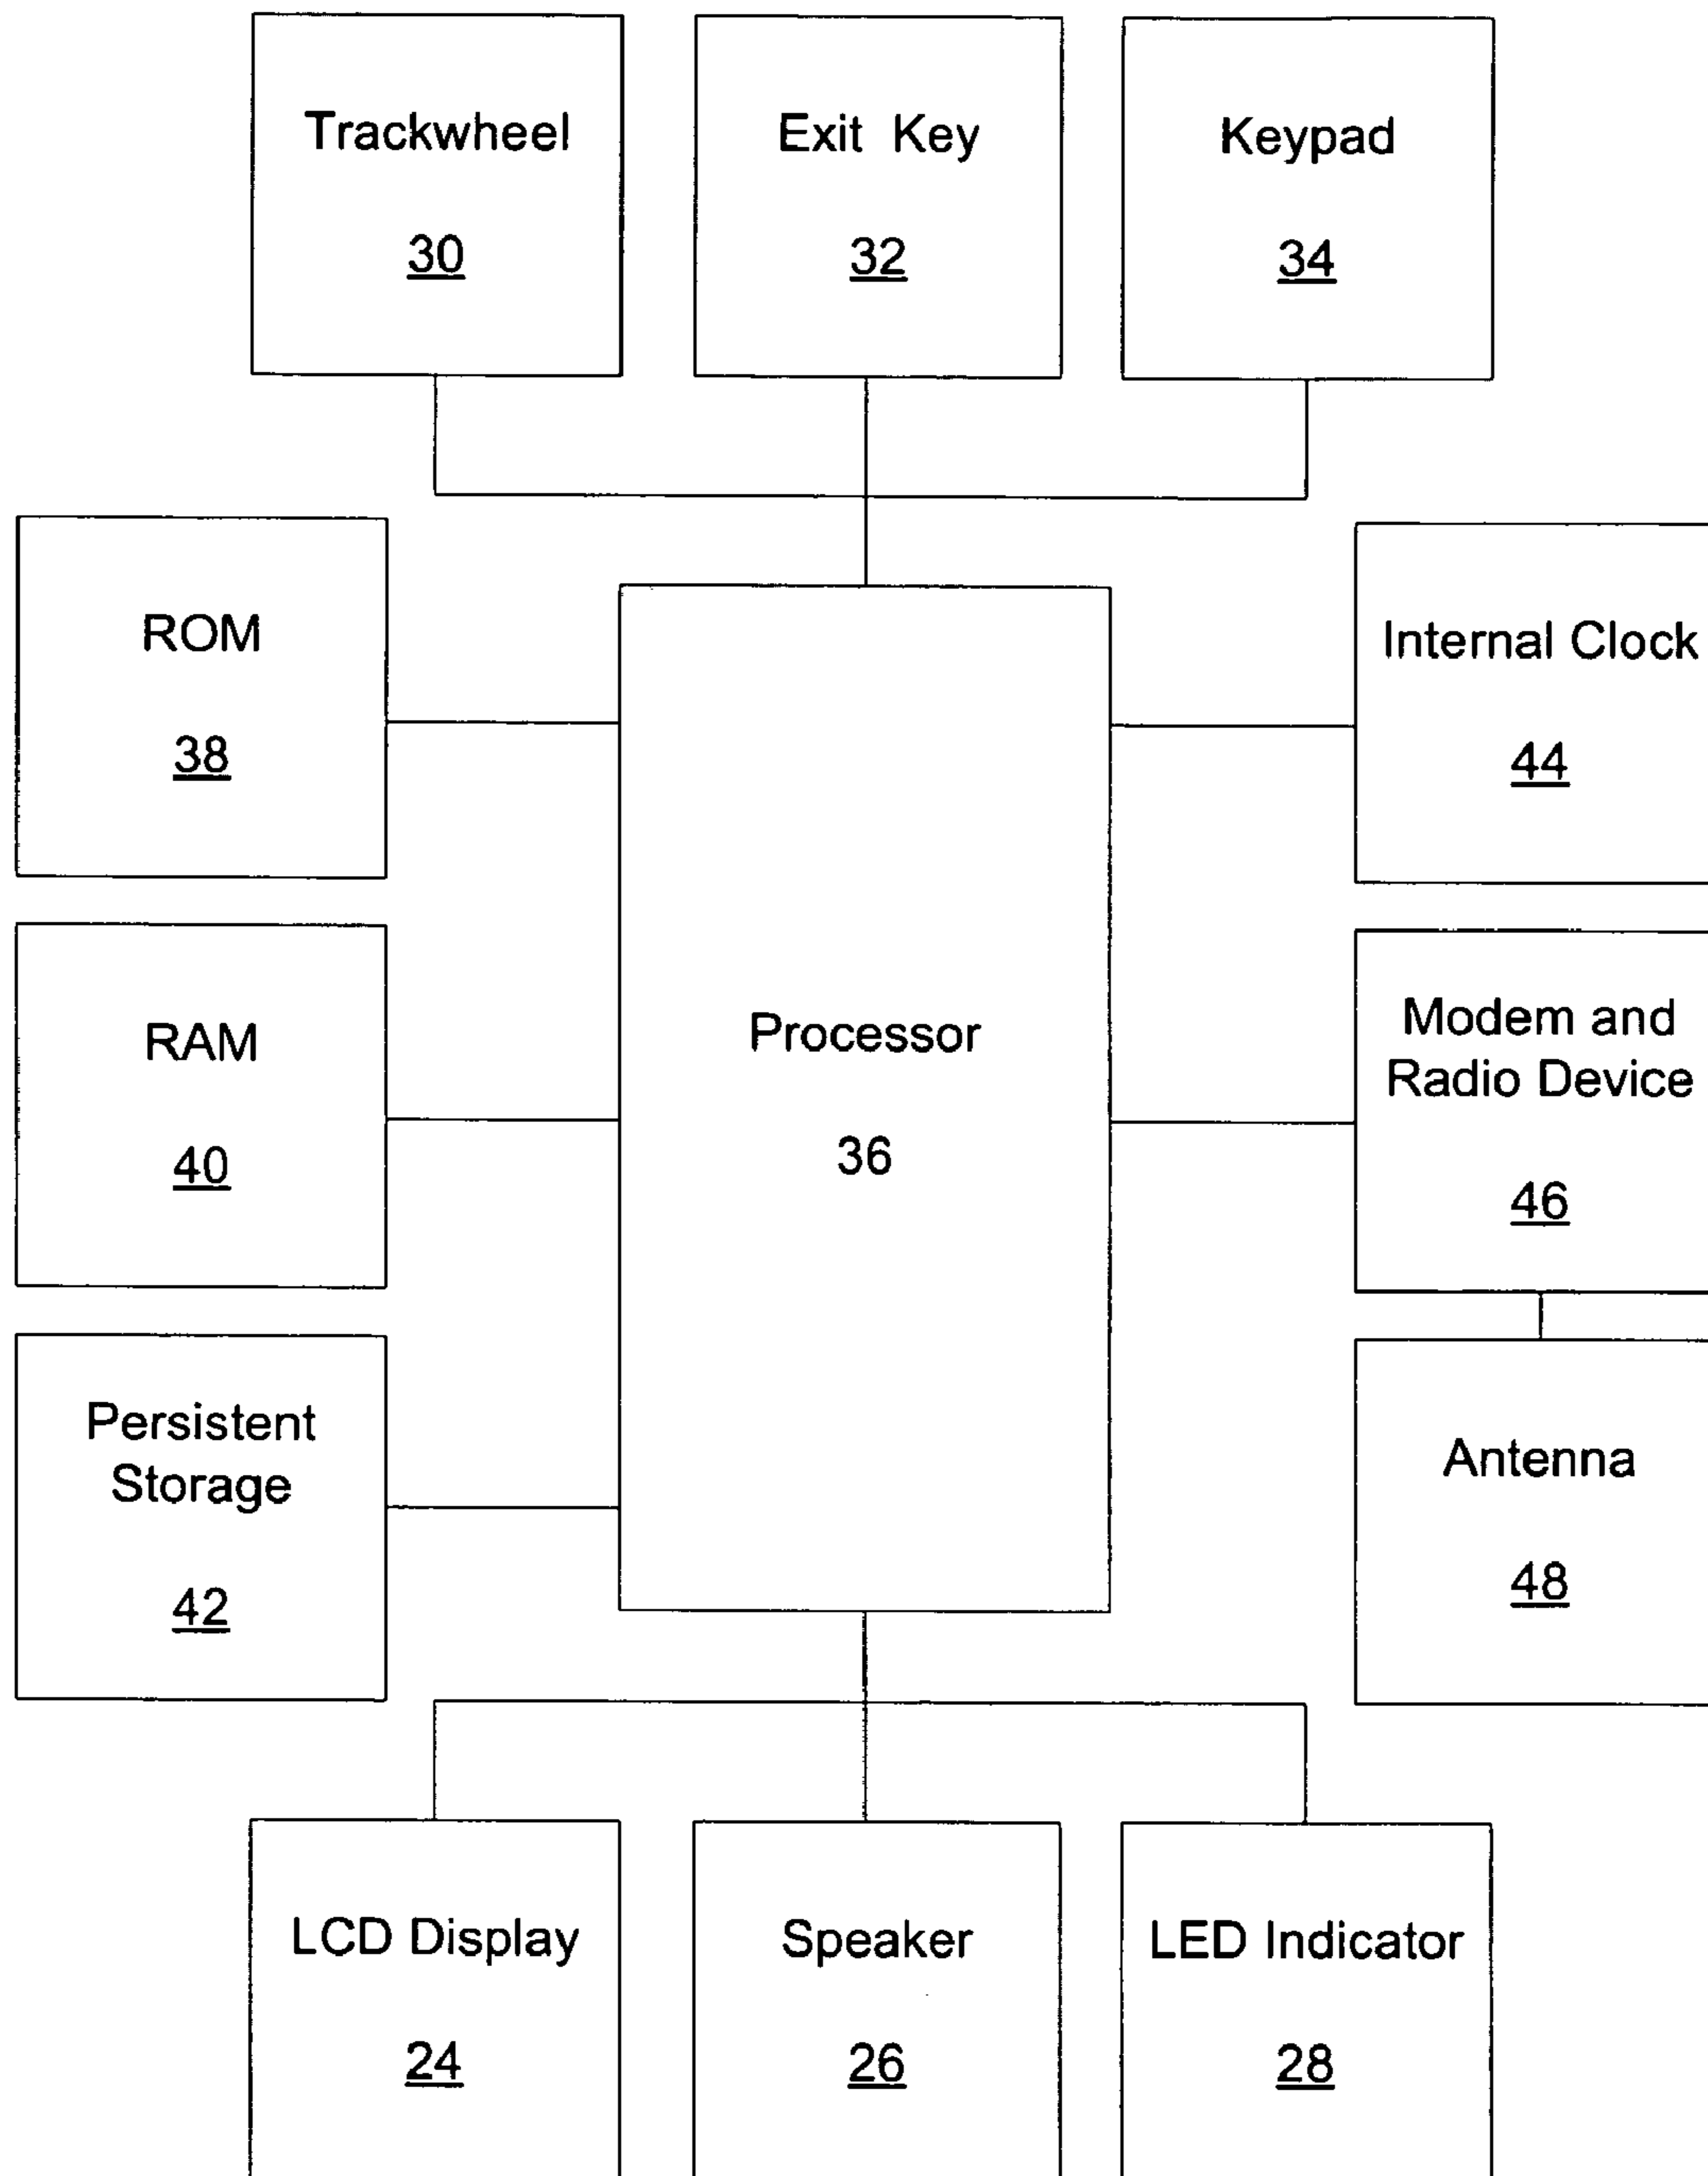 Trackwheel
30
Exit Key
32
Keypad
34
ROM
38
Internal Clock
44
RAM
40
Processor
36
Modem and
Radio Device
46
Persistent
Storage
42
Antenna
48
LCD Display
24
Speaker
26
LED Indicator
28